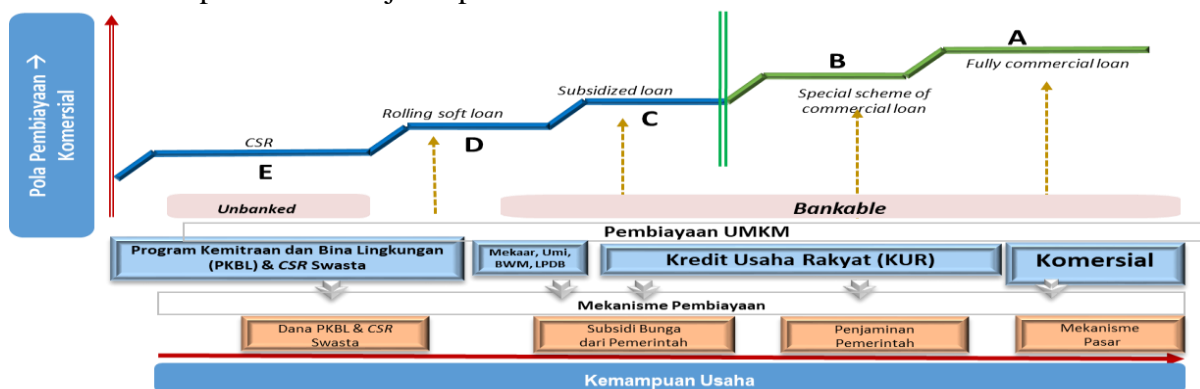 Pola Pembiayaan →
Komersial
A
Fully commercial loan
B
Special scheme of
commercial loan
Subsidized loan
C
Rolling soft loan
D
CSR
E
Unbanked
Bankable
Pembiayaan UMKM
Program Kemitraan dan Bina Lingkungan
(PKBL) & CSR Swasta
Mekaar, Umi,
BWM, LPDB
Kredit Usaha Rakyat (KUR)
Komersial
Mekanisme Pembiayaan
Dana PKBL & CSR
Swasta
Subsidi Bunga
dari Pemerintah
Penjaminan
Pemerintah
Mekanisme
Pasar
Kemampuan Usaha